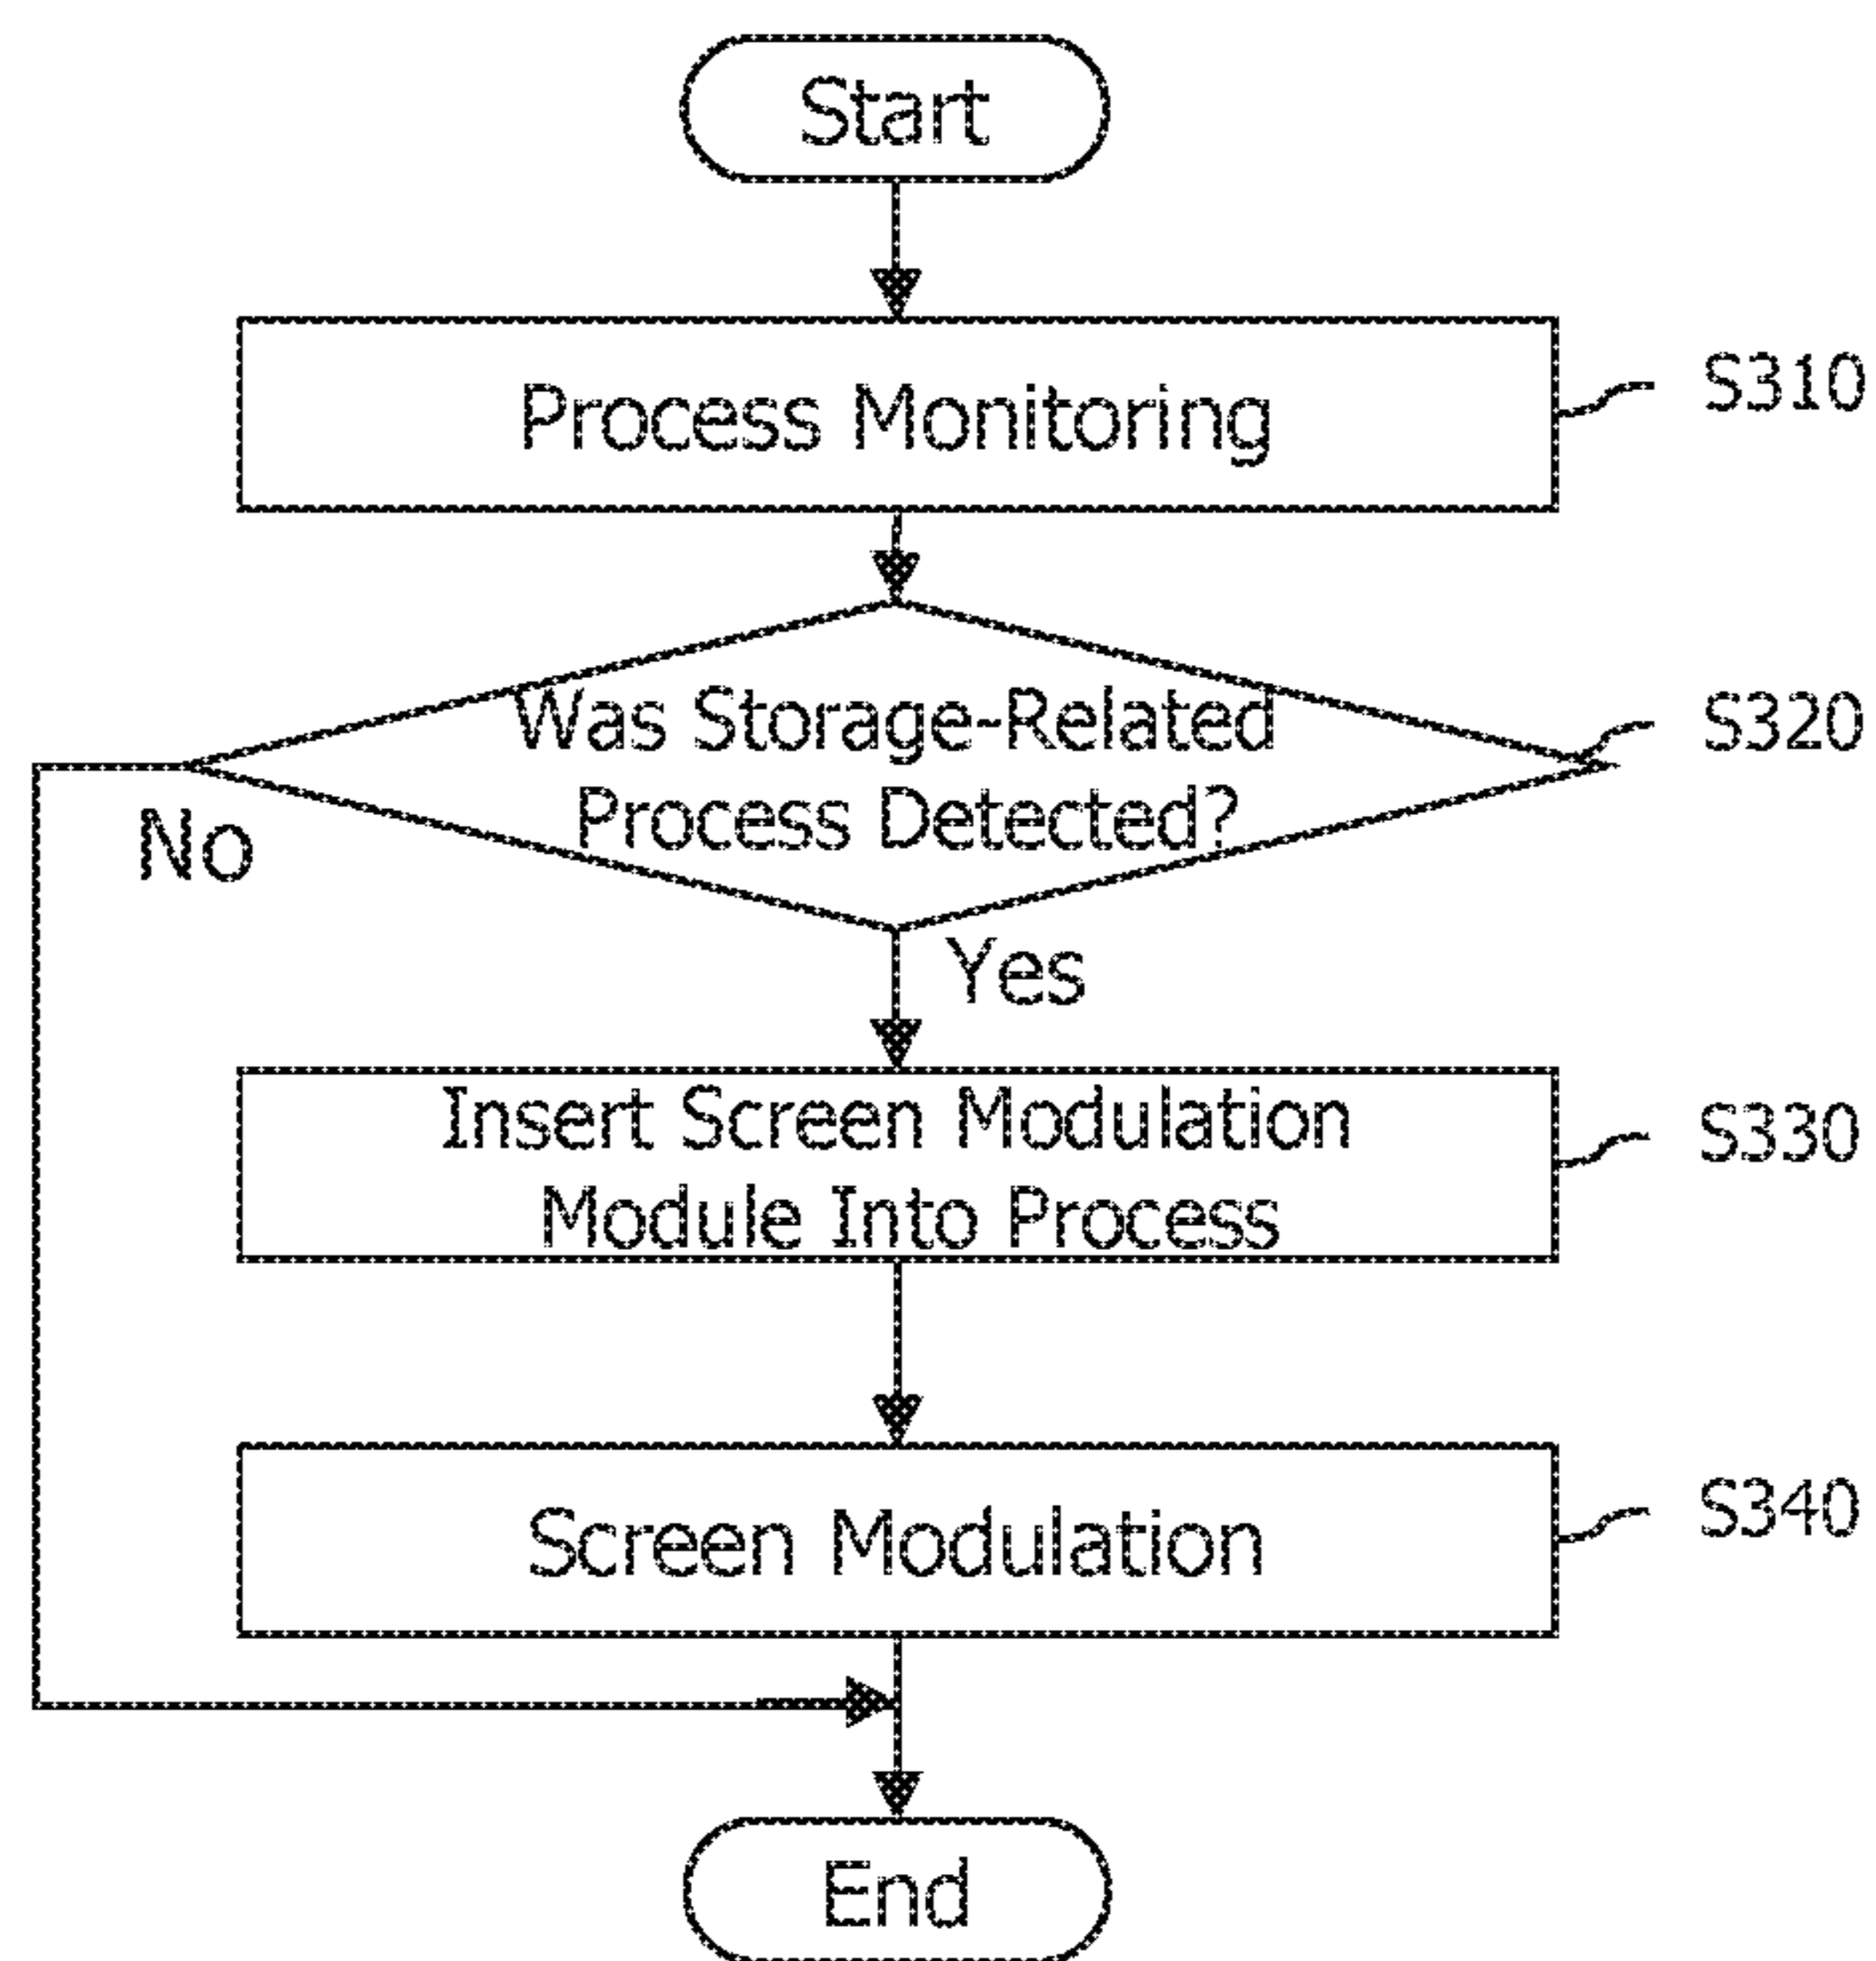 Start
Process Monitoring
S310
Was Storage-Related
Process Detected?
S320
No
Yes
Insert Screen Modulation
Module Into Process
S330
Screen Modulation
S340
End